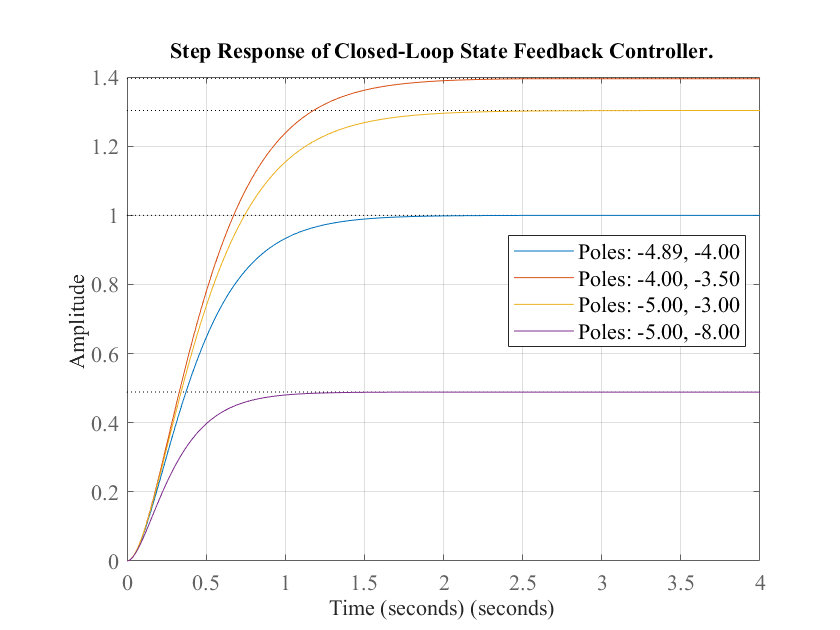 Step Response of Closed-Loop State Feedback Controller.
1.4
1.2
1
0.8
0.6
0.4
0.2
0
Amplitude
Poles: -4.89, -4.00
Poles: -4.00, -3.50
Poles: -5.00, -3.00
Poles: -5.00, -8.00
0 0.5 1 1.5 2 2.5 3 3.5 4
Time (seconds) (seconds)